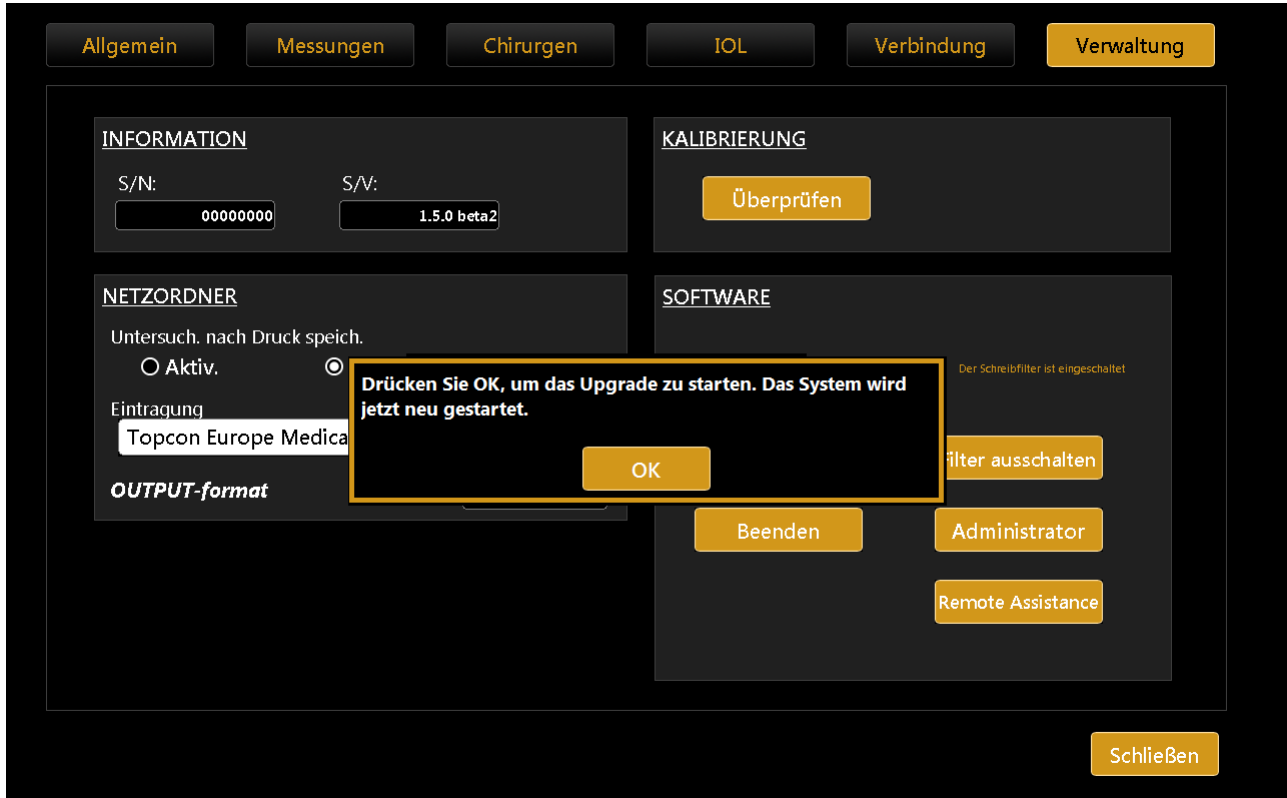 Allgemein Messungen Chirurgen IOL Verbindung Verwaltung
INFORMATION
S/N: S/V:
00000000 1.5.0 beta2
KALIBRIERUNG
Überprüfen
NETZORDNER
Untersuch. nach Druck speich.
Aktiv.
Eintragung
Topcon Europe Medica
OUTPUT-format
SOFTWARE
Der Schreibfilter ist eingeschaltet
Drücken Sie OK, um das Upgrade zu starten. Das System wird
jetzt neu gestartet.
OK
ilter ausschalten
Beenden Administrator
Remote Assistance
Schließen